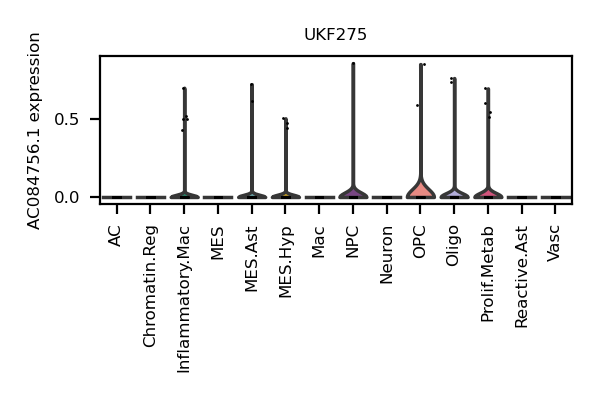 UKF275
AC084756.1 expression
0.5
0.0
AC
Chromatin.Reg
Inflammatory.Mac
MES
MES.Ast
MES.Hyp
Mac
NPC
Neuron
OPC
Oligo
Prolif.Metab
Reactive.Ast
Vasc